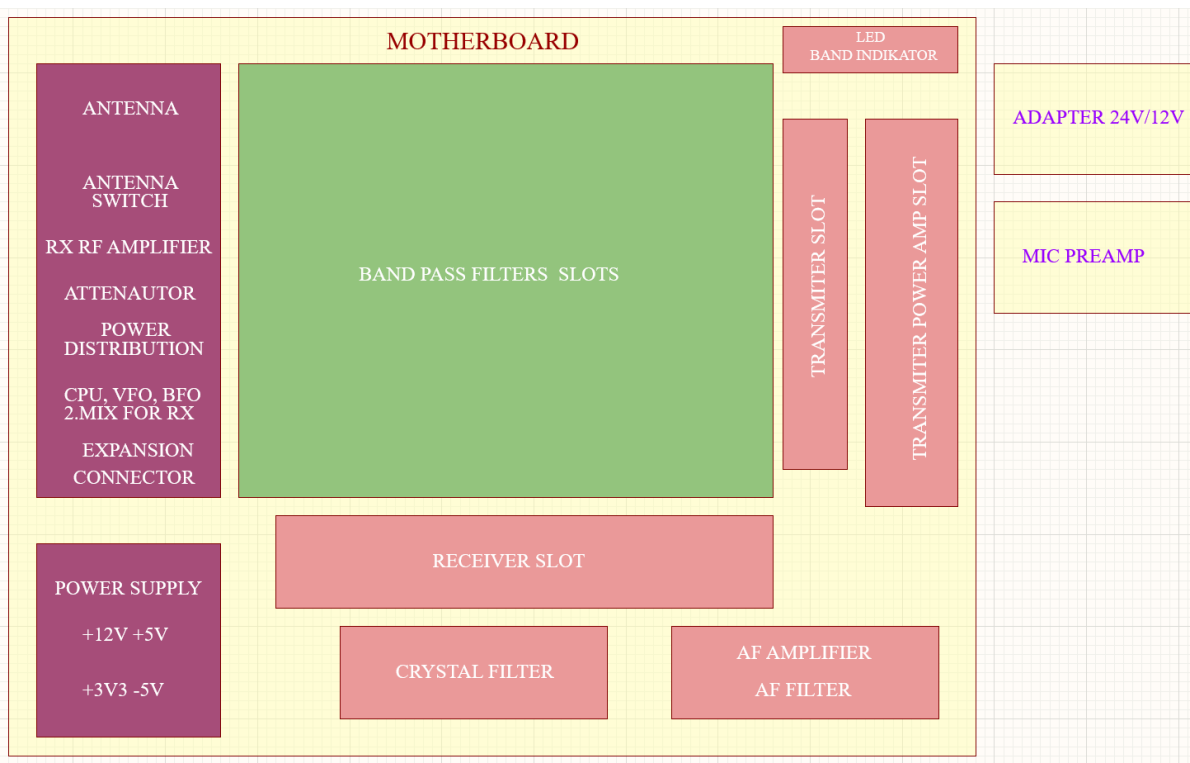 MOTHERBOARD
LED
BAND INDIKATOR
ANTENNA
ANTENNA
SWITCH
RX RF AMPLIFIER
ATTENAUTOR
POWER
DISTRIBUTION
CPU, VFO, BFO
2.MIX FOR RX
EXPANSION
CONNECTOR
BAND PASS FILTERS SLOTS
TRANSMITER SLOT
TRANSMITER POWER AMP SLOT
ADAPTER 24V/12V
MIC PREAMP
RECEIVER SLOT
POWER SUPPLY
+12V +5V
+3V3 -5V
CRYSTAL FILTER
AF AMPLIFIER
AF FILTER